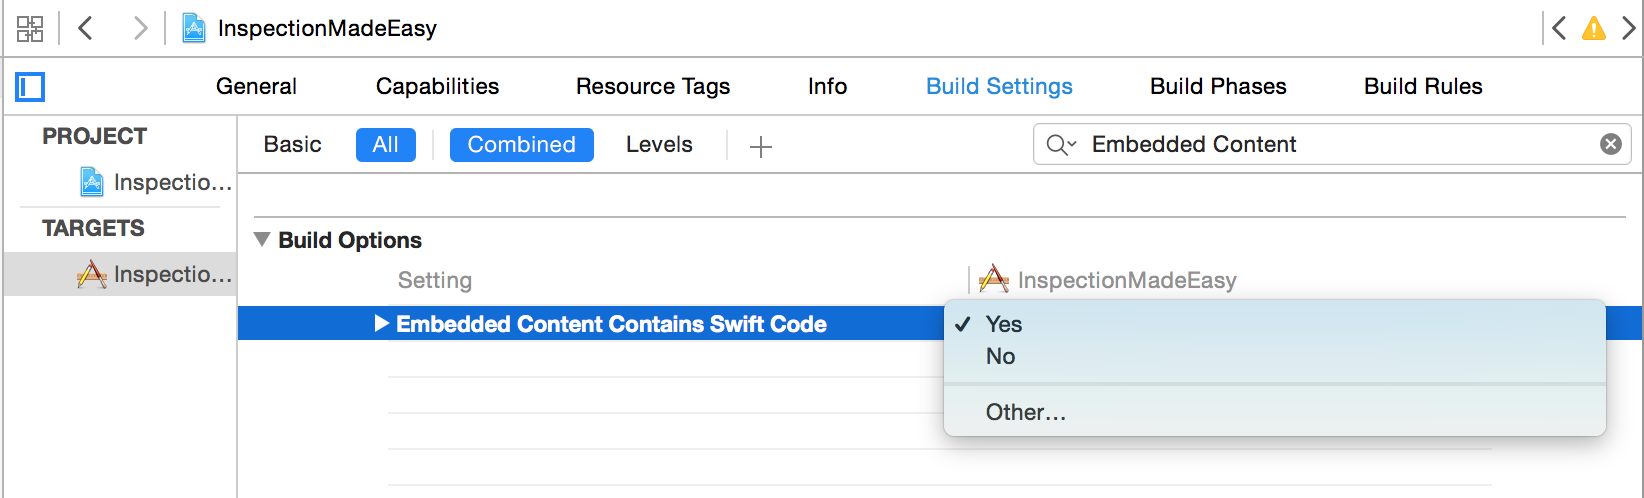 InspectionMadeEasy
General Capabilities Resource Tags Info Build Settings Build Phases Build Rules
PROJECT
Inspectio...
TARGETS
Inspectio...
Basic All Combined Levels + Embedded Content
Build Options
Setting InspectionMadeEasy
Embedded Content Contains Swift Code
Yes
No
Other...